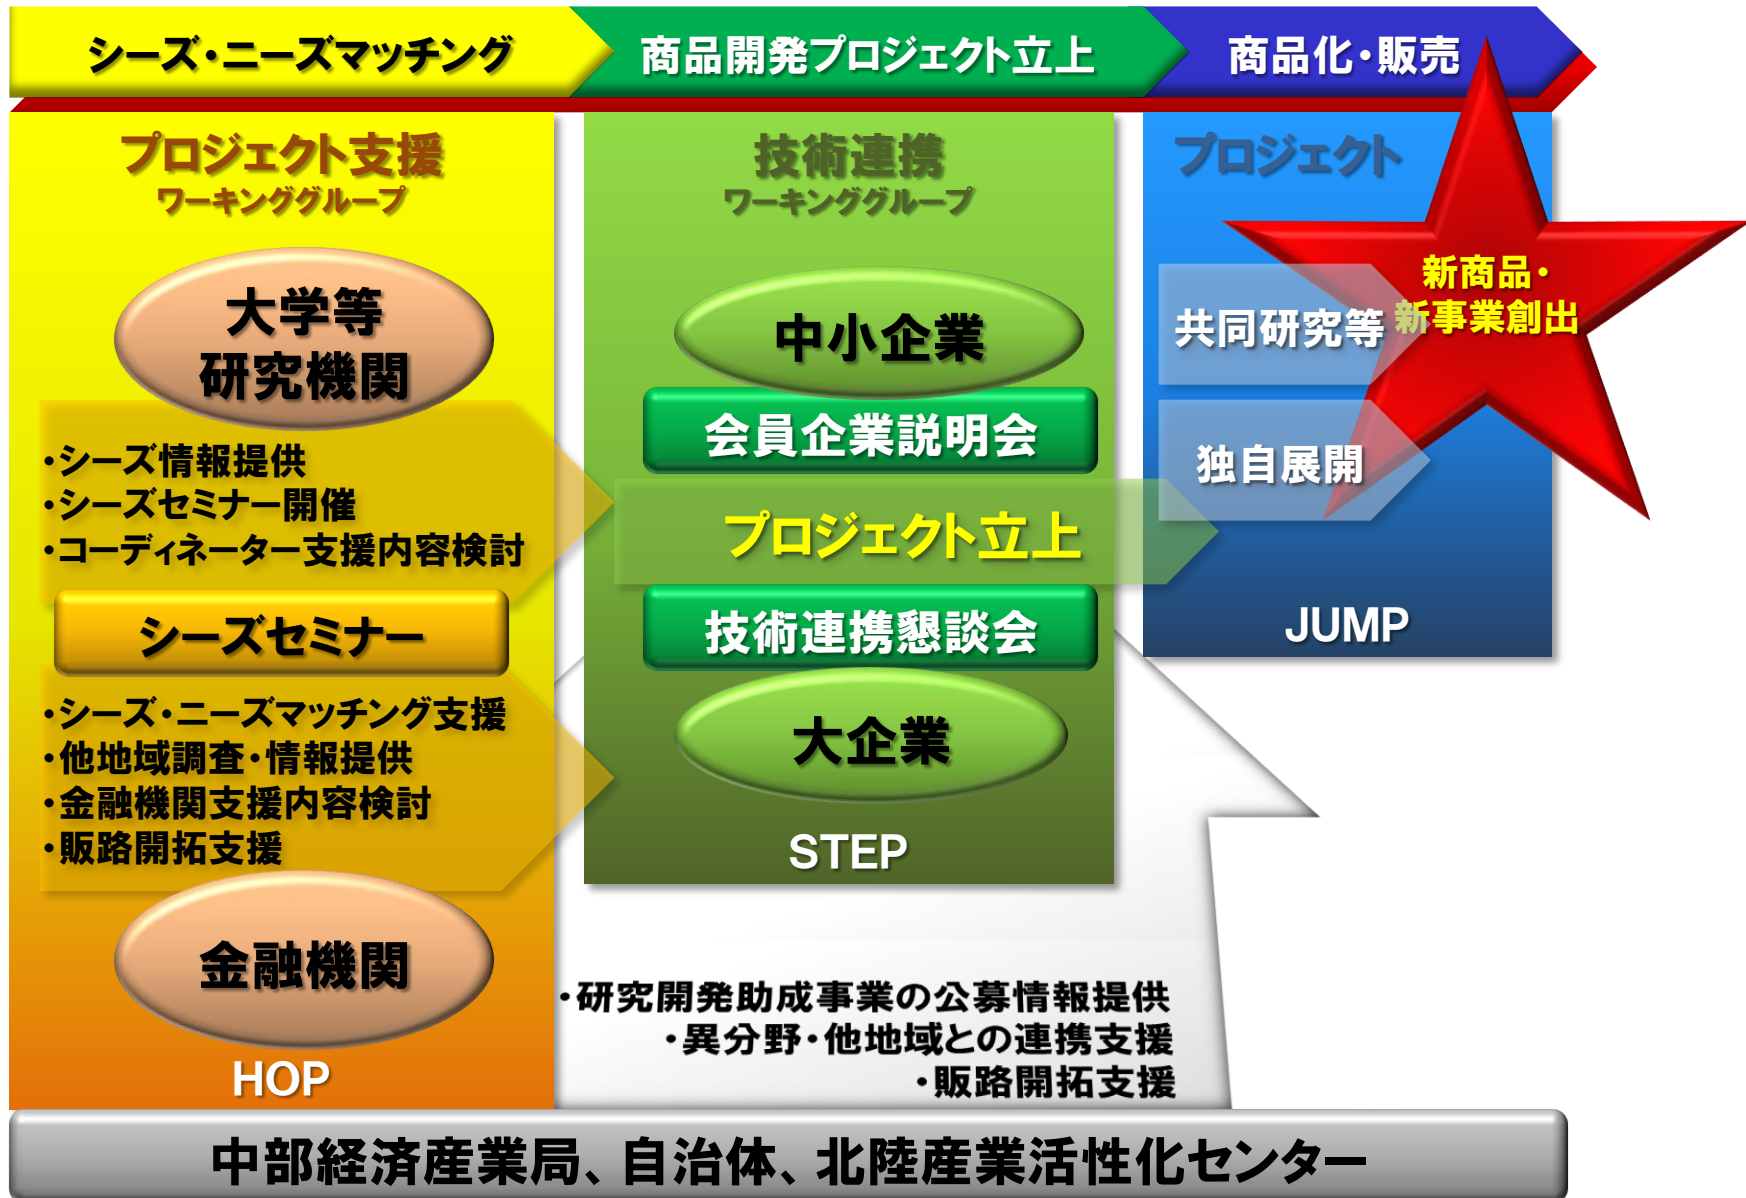 シーズ・ニーズマッチング
商品開発プロジェクト立上
商品化・販売
プロジェクト支援
ワーキンググループ
大学等
研究機関
・シーズ情報提供
・シーズセミナー開催
・コーディネーター支援内容検討
シーズセミナー
・シーズ・ニーズマッチング支援
・他地域調査・情報提供
・金融機関支援内容検討
・販路開拓支援
金融機関
HOP
技術連携
ワーキンググループ
中小企業
会員企業説明会
プロジェクト立上
技術連携懇談会
大企業
STEP
プロジェクト
新商品・
新事業創出
共同研究等
独自展開
JUMP
・研究開発助成事業の公募情報提供
・異分野・他地域との連携支援
・販路開拓支援
中部経済産業局、自治体、北陸産業活性化センター